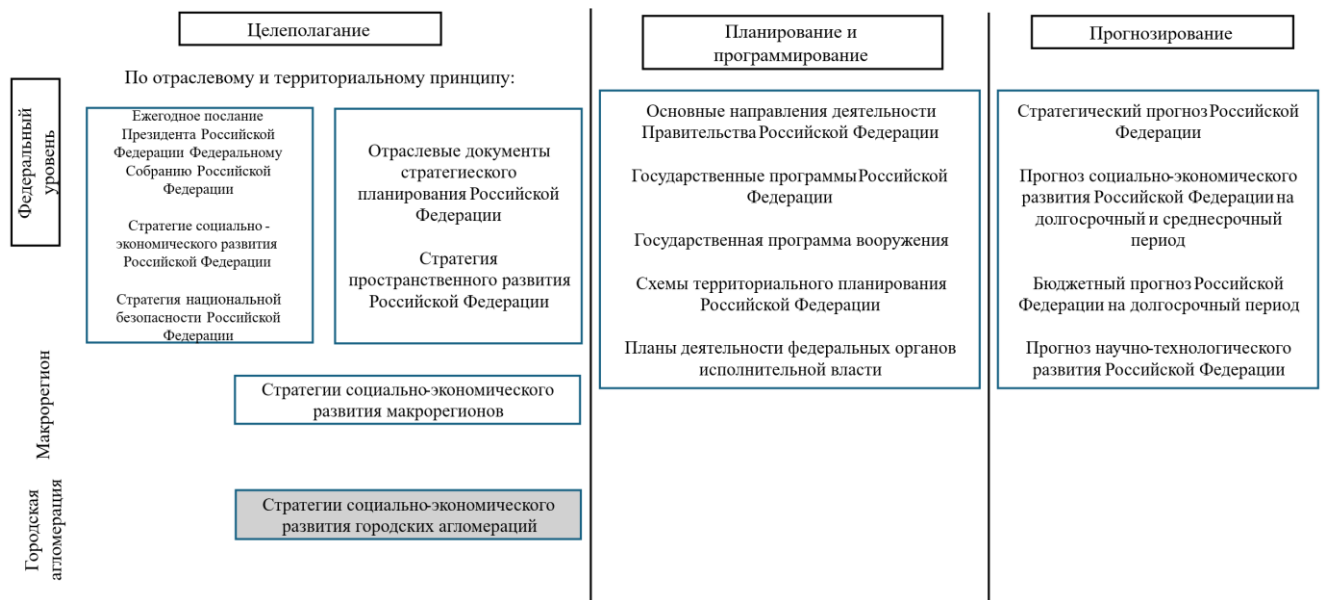 Целеполагание
По отраслевому и территориальному принципу:
Федеральный
уровень
Ежегодное послание
Президента Российской
Федерации Федеральному
Собранию Российской
Федерации
Стратегие социально-
экономического развития
Российской Федерации
Стратегия национальной
безопасности Российской
Федерации
Отраслевые документы
стратегиеского
планирования Российской
Федерации
Стратегия
пространственного развития
Российской Федерации
Макрорегион
Стратегии социально-экономического
развития макрорегионов
Городская
агломерация
Стратегии социально-экономического
развития городских агломераций
Планирование и
программирование
Основные направления деятельности
Правительства Российской Федерации
Государственные программы Российской
Федерации
Государственная программа вооружения
Схемы территориального планирования
Российской Федерации
Планы деятельности федеральных органов
исполнительной власти
Прогнозирование
Стратегический прогноз Российской
Федерации
Прогноз социально-экономического
развития Российской Федерации на
долгосрочный и среднесрочный
период
Бюджетный прогноз Российской
Федерации на долгосрочный период
Прогноз научно-технологического
развития Российской Федерации